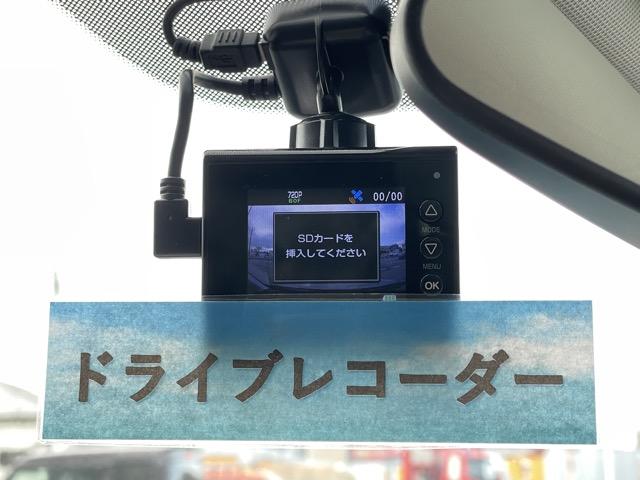 720P
00/00
SDカードを
挿入してください
MODE
MENU
OK
ドライブレコーダー